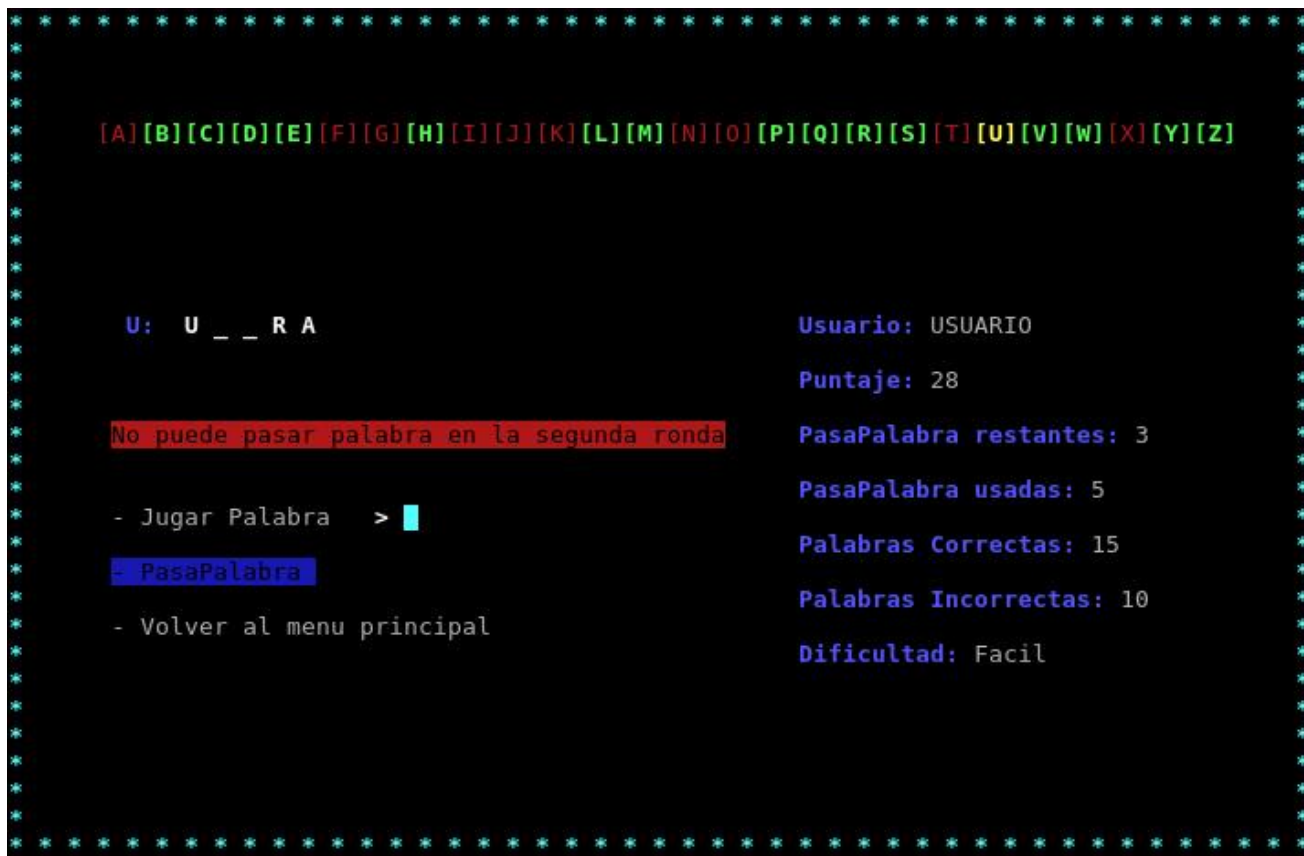 [A][B][C][D][E][F][G][H][I][J][K][L][M][N][O][P][Q][R][S][T][U][V][W][X][Y][Z]
U: U _ _ R A
Usuario: USUARIO
Puntaje: 28
No puede pasar palabra en la segunda ronda
PasaPalabra restantes: 3
PasaPalabra usadas: 5
- Jugar Palabra >
Palabras Correctas: 15
- PasaPalabra
Palabras Incorrectas: 10
- Volver al menu principal
Dificultad: Facil